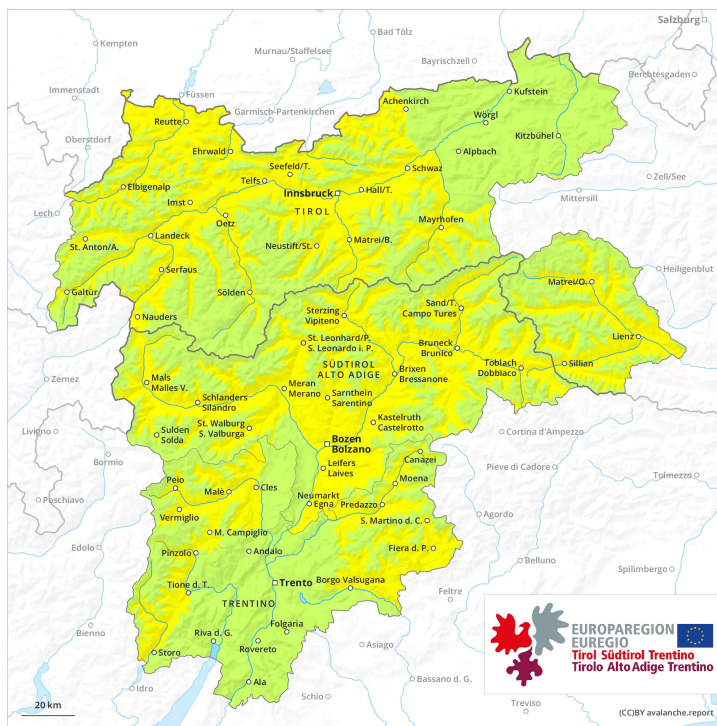 Salzburg
Bad Tölz
Kempten
Murnau/Staffelsee
Bayrischzell
Berchtesgaden
Immenstadt
Füssen
Garmisch-Partenkirchen
Achenkirch
Kufstein
Reutte
Wörgl
Oberstdorf
Ehrwald
Kitzbühel
Seefeld/T.
Alpbach
Telfs
Schwaz
Zell/See
Elbigenalp
Innsbruck
Hall/T.
Mittersill
Imst
Lech
TIROL
Oetz
Mayrhofen
St. Anton/A.
Landeck
Neustift/St.
Matrei/B.
Serfaus
Heiligenblut
Galtür
Sölden
Matrei/O.
Nauders
Sterzing
Vipiteno
Sand/T.
Campo Tures
Lienz
St. Leonhard/P.
S. Leonardo i. P.
Bruneck
Brunico
Sillian
Toblach
Dobbiaco
SÜDTIROL
ALTO ADIGE
Brixen
Bressanone
Zernez
Mals
Malles V.
Meran
Merano
Sarnthein
Sarentino
Schlanders
Silandro
St. Walburg
S. Valburga
Kastelruth
Castelrotto
Livigno
Sulden
Solda
Bozen
Bolzano
Cortina d'Ampezzo
Bormio
Canazei
Pieve di Cadore
Leifers
Laives
Tolmezzo
Peio
Moena
Malè
Cles
Neumarkt
Egna
Predazzo
Poschiavo
Vermiglio
Agordo
S. Martino d. C.
M. Campiglio
Edolo
Pinzolo
Andalo
Fiera d. P.
Belluno
Spilimbergo
Trento
Tione d. T.
Borgo Valsugana
Feltre
TRENTINO
Folgaria
Bienno
Riva d. G.
Rovereto
Asiago
Storo
Bassano d. G.
Idro
Ala
Schio
Treviso
EUROPAREGION
EUREGIO
Tirol Südtirol Trentino
Tirolo Alto Adige Trentino
20 km
(CC)BY avalanche.report